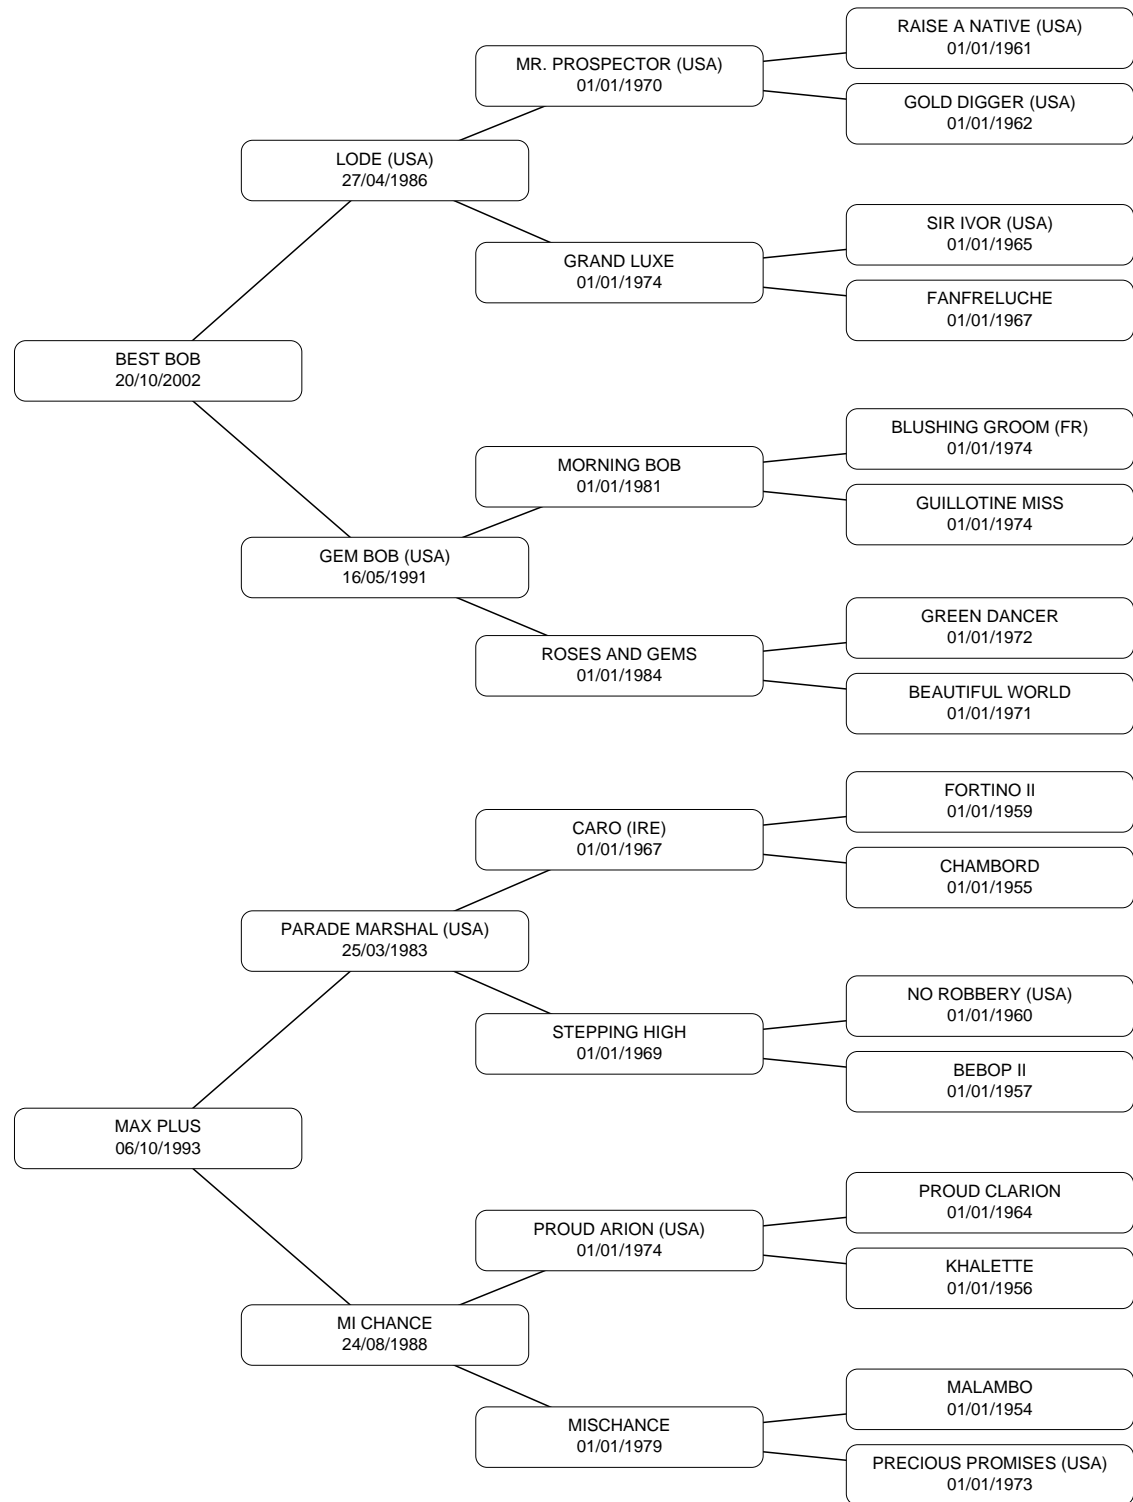 RAISE A NATIVE (USA)
01/01/1961
MR. PROSPECTOR (USA)
01/01/1970
GOLD DIGGER (USA)
01/01/1962
LODE (USA)
27/04/1986
SIR IVOR (USA)
01/01/1965
GRAND LUXE
01/01/1974
FANFRELUCHE
01/01/1967
BEST BOB
20/10/2002
BLUSHING GROOM (FR)
01/01/1974
MORNING BOB
01/01/1981
GUILLOTINE MISS
01/01/1974
GEM BOB (USA)
16/05/1991
GREEN DANCER
01/01/1972
ROSES AND GEMS
01/01/1984
BEAUTIFUL WORLD
01/01/1971
FORTINO II
01/01/1959
CARO (IRE)
01/01/1967
CHAMBORD
01/01/1955
PARADE MARSHAL (USA)
25/03/1983
NO ROBBERY (USA)
01/01/1960
STEPPING HIGH
01/01/1969
BEBOP II
01/01/1957
MAX PLUS
06/10/1993
PROUD CLARION
01/01/1964
PROUD ARION (USA)
01/01/1974
KHALETTE
01/01/1956
MI CHANCE
24/08/1988
MALAMBO
01/01/1954
MISCHANCE
01/01/1979
PRECIOUS PROMISES (USA)
01/01/1973